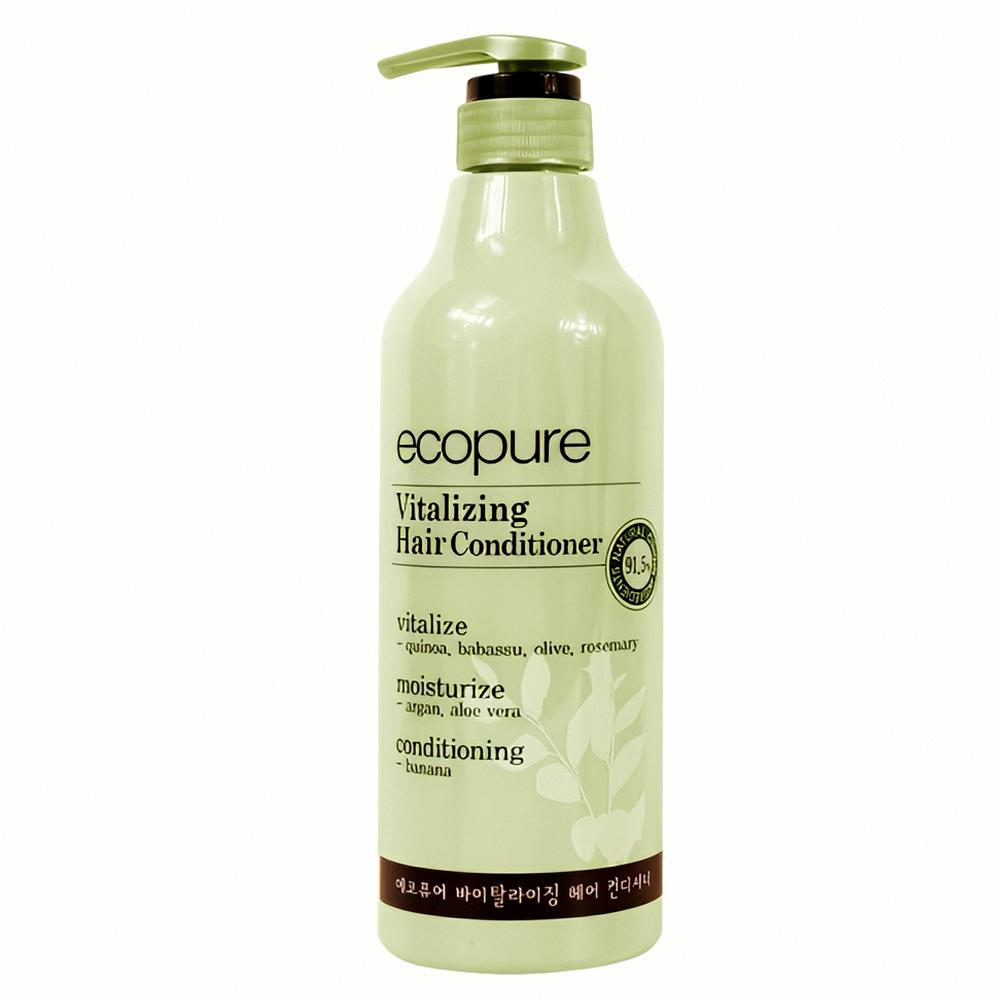 ecopure
Vitalizing
Hair Conditioner
91.5%
NATURAL
vitalize
- quinoa, babassu, olive, rosemary
moisturize
- argan, aloe vera
conditioning
에코퓨어 바이탈라이징 헤어 컨디셔너